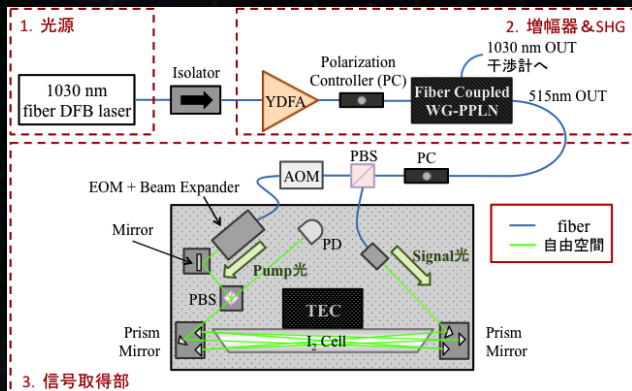 1. 光源
2. 増幅器&SHG
1030 nm
fiber DFB laser
Isolator
YDFA
Polarization
Controller (PC)
Fiber Coupled
WG-PPLN
1030 nm OUT
干渉計へ
515nm OUT
PBS
PC
AOM
EOM + Beam Expander
Mirror
PD
Pump光
Signal光
PBS
TEC
I₂ Cell
Prism
Mirror
Prism
Mirror
fiber
自由空間
3. 信号取得部